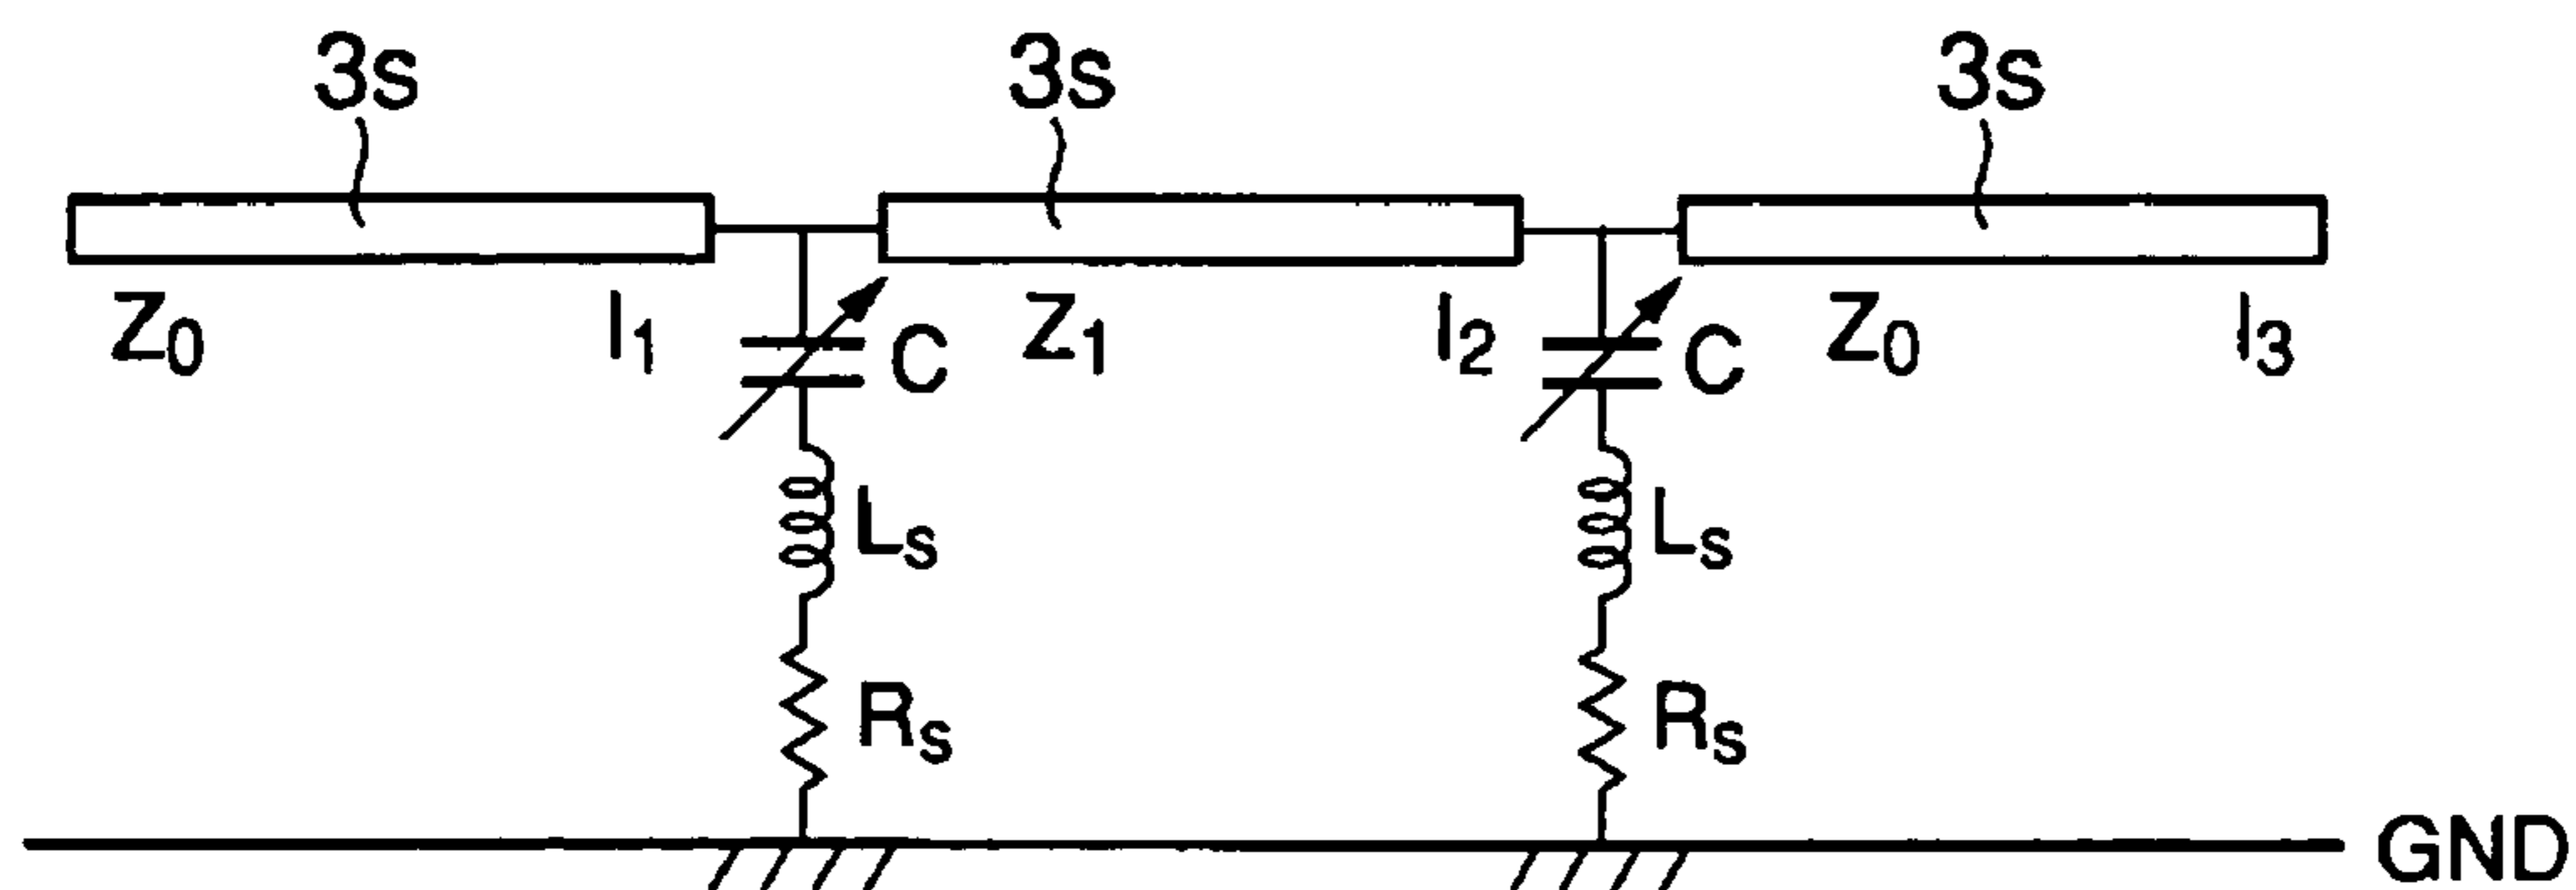 3s 3s 3s
Z₀ l₁ C Z₁ l₂ C Z₀ l₃
Lₛ Lₛ
Rₛ Rₛ
GND